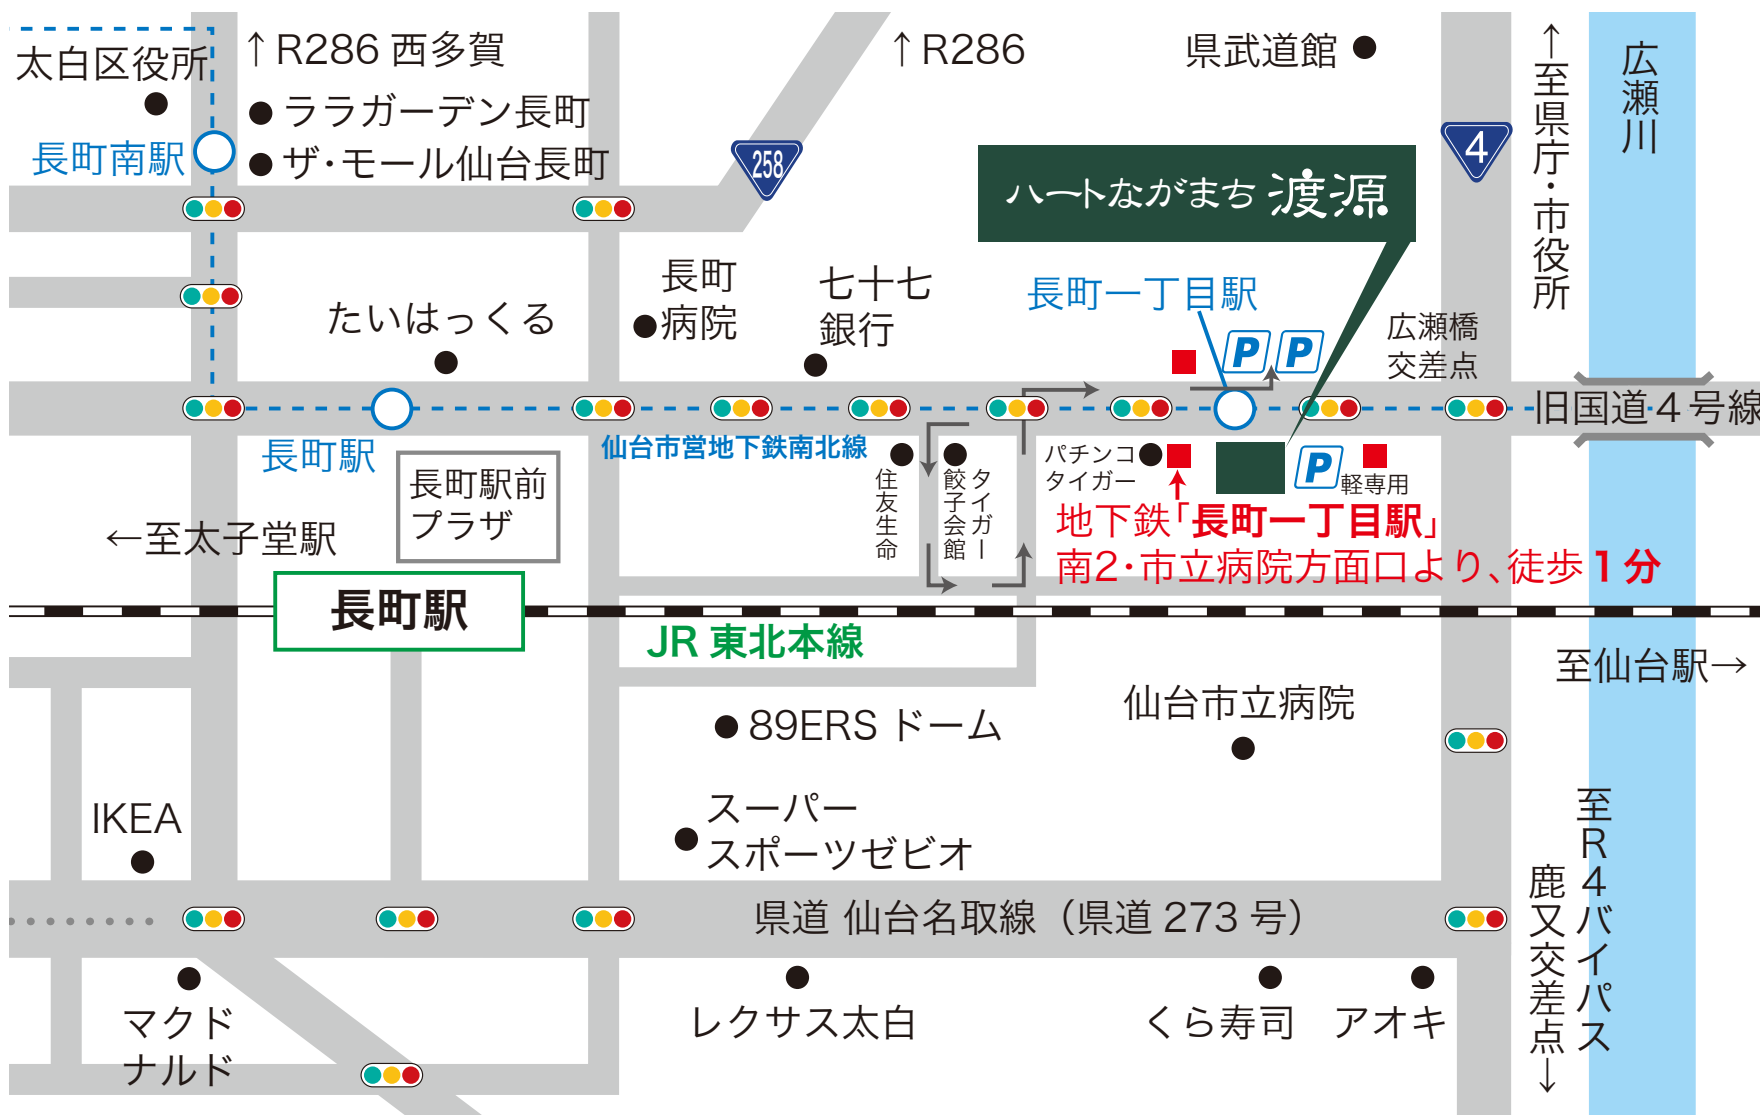 太白区役所
↑R286 西多賀
ララガーデン長町
ザ・モール仙台長町
長町南駅
↑R286
県武道館
258
4
←至県庁・市役所
広瀬川
ハートながまち 渡源
長町
病院
七十七
銀行
たいはっくる
長町一丁目駅
P
P
広瀬橋
交差点
旧国道4号線
長町駅
仙台市営地下鉄南北線
住友生命
タイガー
餃子会館
パチンコ
タイガー
P
軽専用
長町駅前
プラザ
←至太子堂駅
地下鉄「長町一丁目駅」
南2・市立病院方面口より、徒歩1分
長町駅
JR 東北本線
至仙台駅→
仙台市立病院
89ERS ドーム
スーパー
スポーツゼビオ
IKEA
県道 仙台名取線（県道 273 号）
至R4バイパス
鹿又交差点→
マクド
ナルド
レクサス太白
くら寿司
アオキ